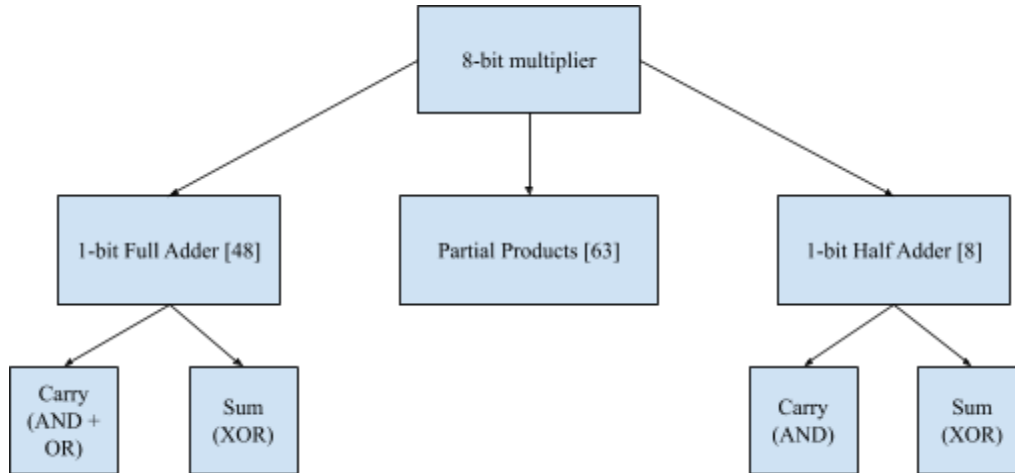 8-bit multiplier
1-bit Full Adder [48]
Partial Products [63]
1-bit Half Adder [8]
Carry
(AND +
OR)
Sum
(XOR)
Carry
(AND)
Sum
(XOR)